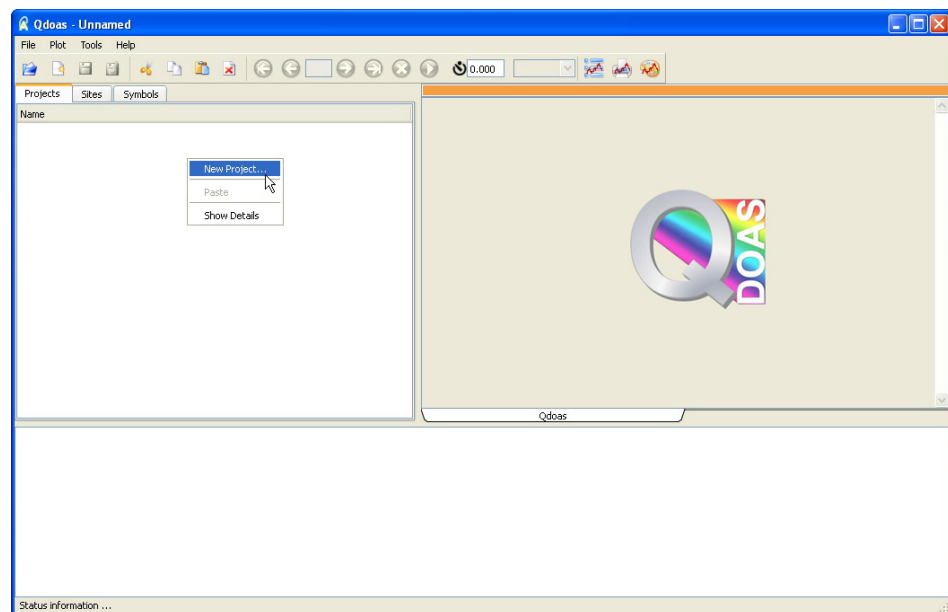 Qdoas - Unnamed
File Plot Tools Help
0.000
Projects Sites Symbols
Name
New Project...
Paste
Show Details
Q DOAS
Qdoas
Status information ...